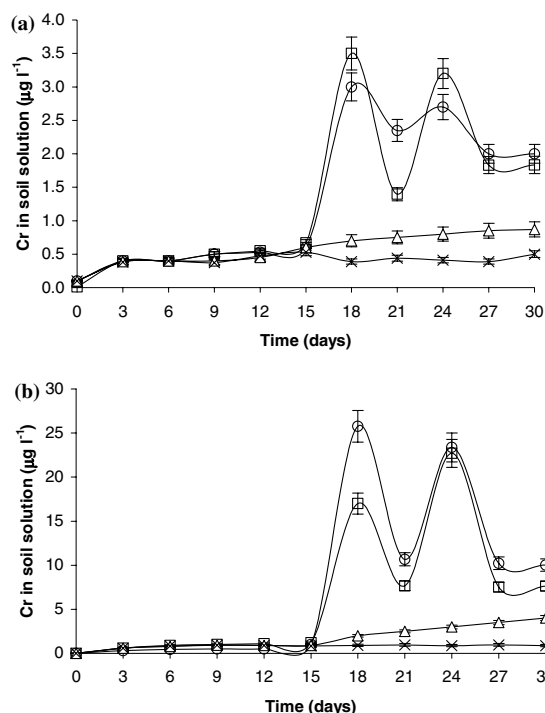 (a)
Cr in soil solution (µg l⁻¹)
4.0
3.5
3.0
2.5
2.0
1.5
1.0
0.5
0.0
0 3 6 9 12 15 18 21 24 27 30
Time (days)
(b)
Cr in soil solution (µg l⁻¹)
30
25
20
15
10
5
0
0 3 6 9 12 15 18 21 24 27
Time (days)